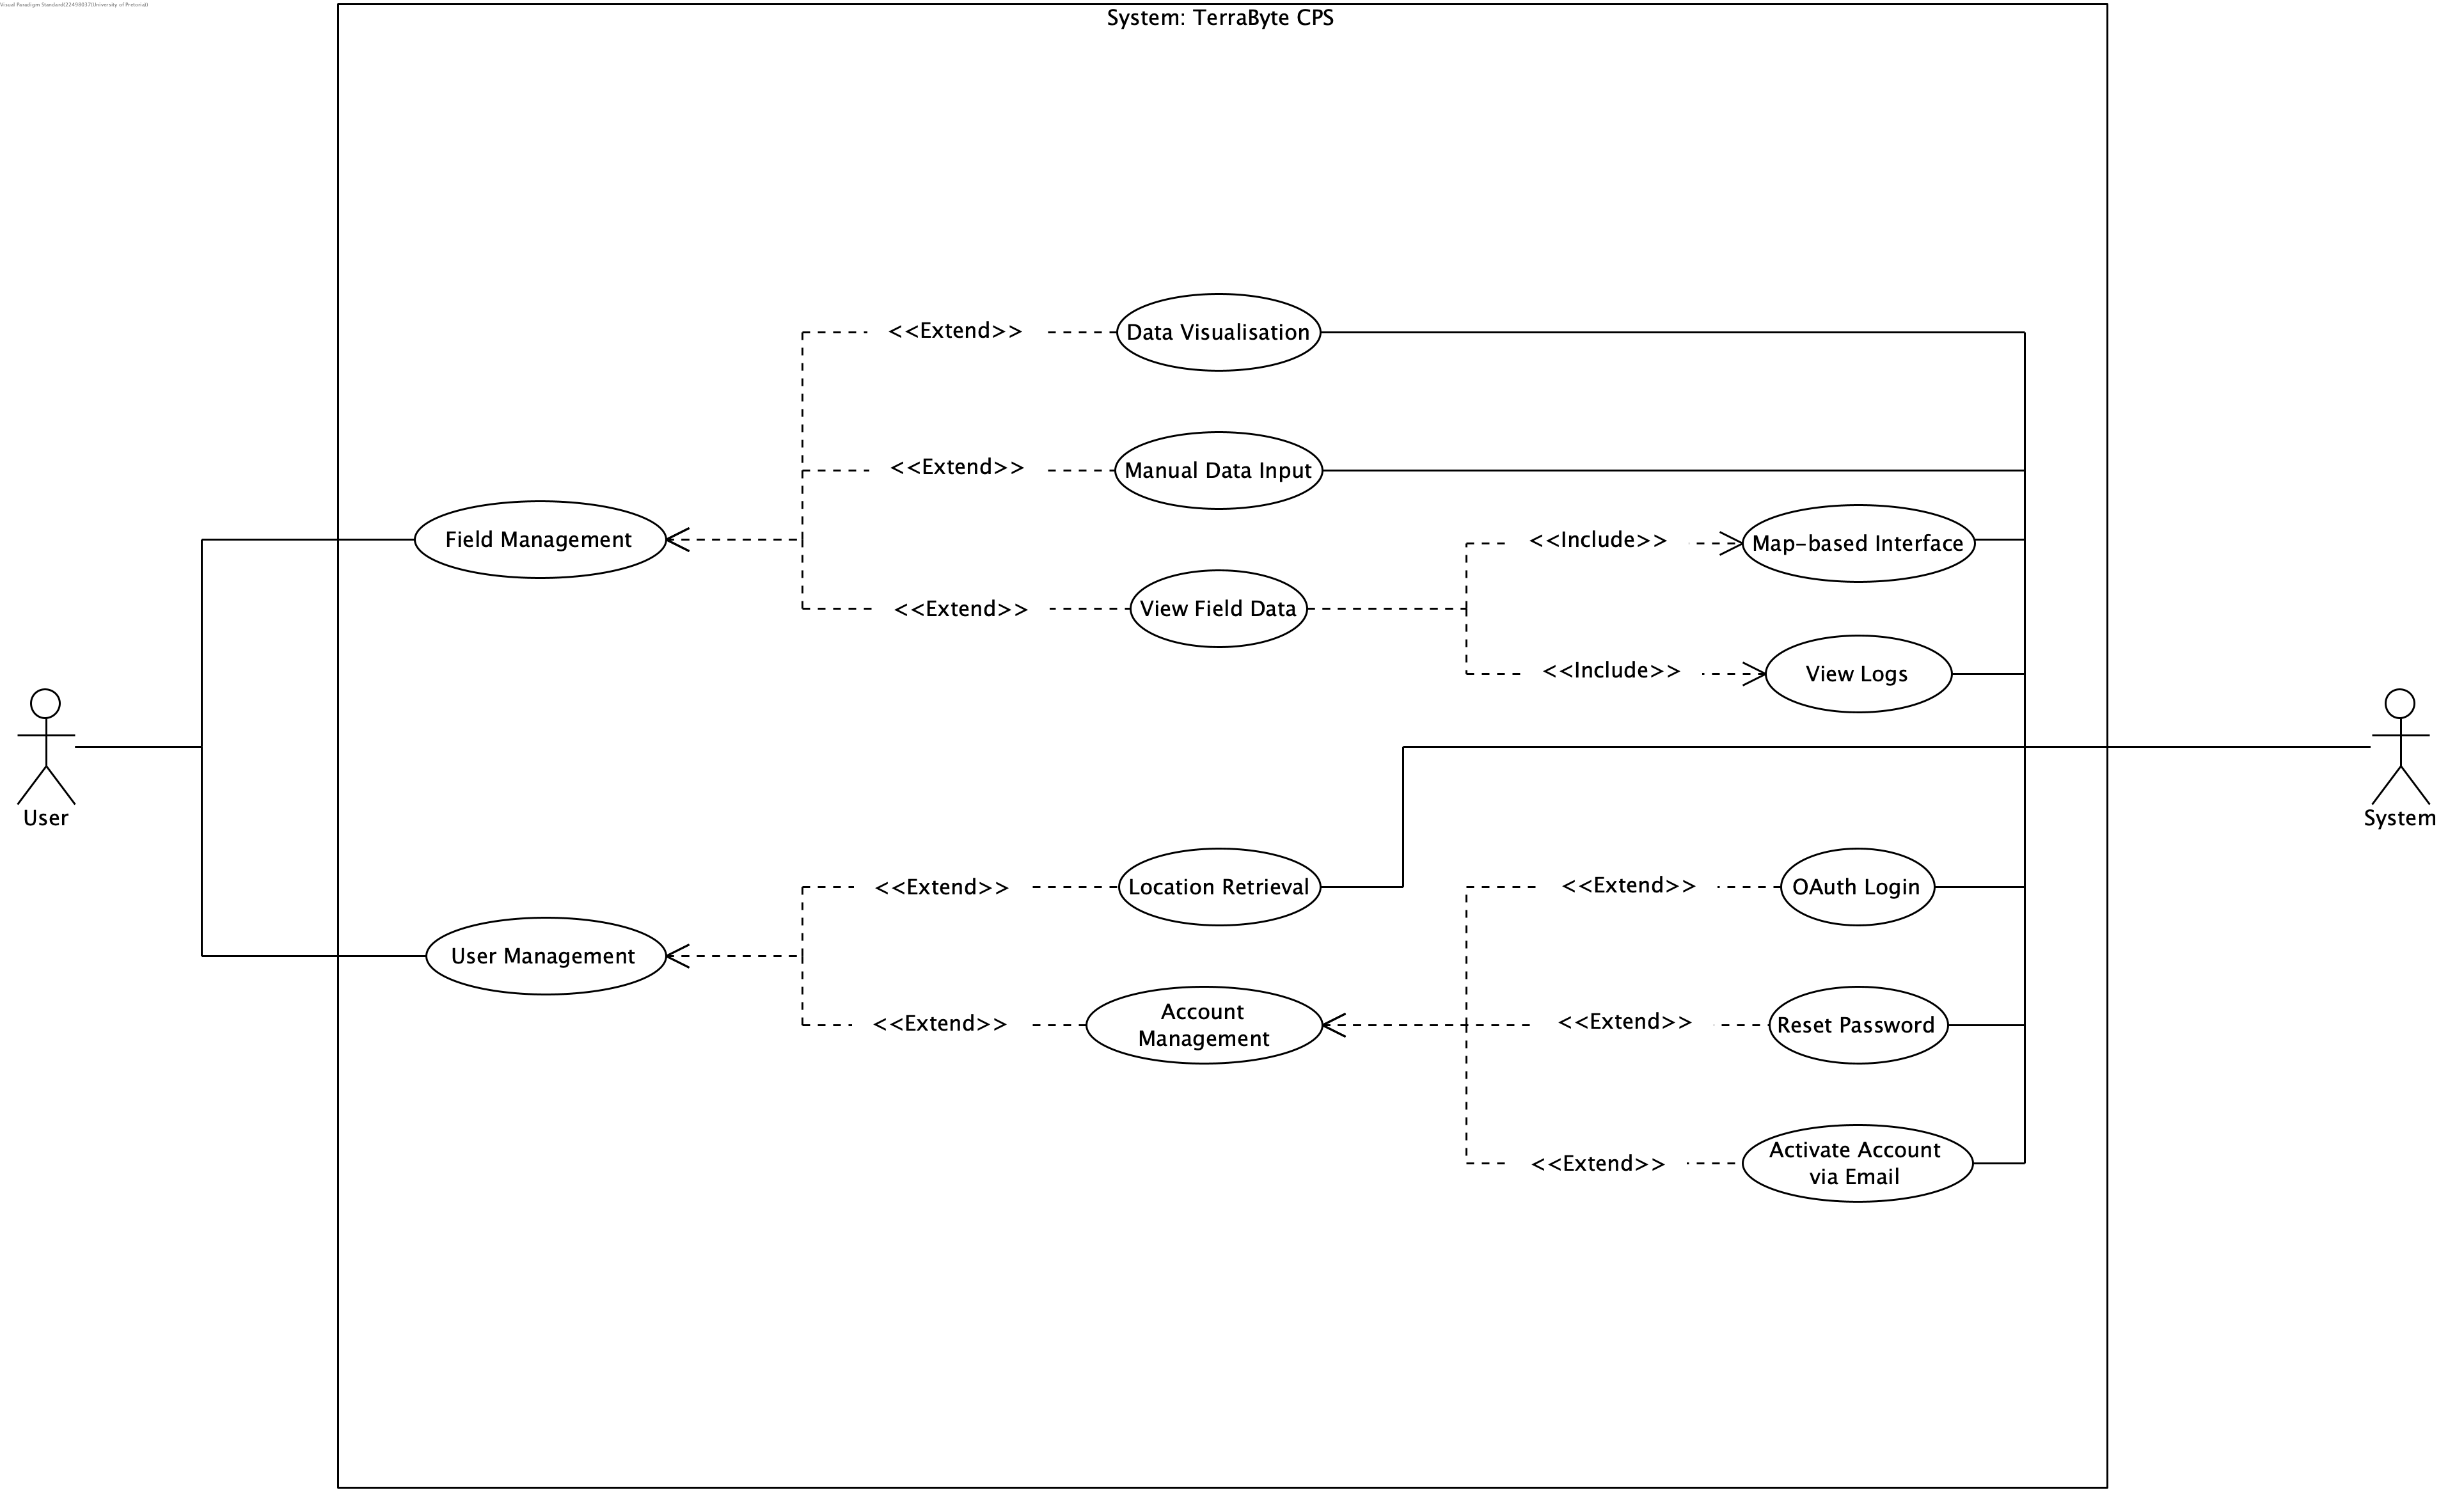 Visual Paradigm Standard(22498037(University of Pretoria))
System: TerraByte CPS
<<Extend>>
Data Visualisation
<<Extend>>
Manual Data Input
Field Management
<<Include>>
Map-based Interface
<<Extend>>
View Field Data
<<Include>>
View Logs
User
System
<<Extend>>
Location Retrieval
<<Extend>>
OAuth Login
User Management
<<Extend>>
Account
Management
<<Extend>>
Reset Password
<<Extend>>
Activate Account
via Email